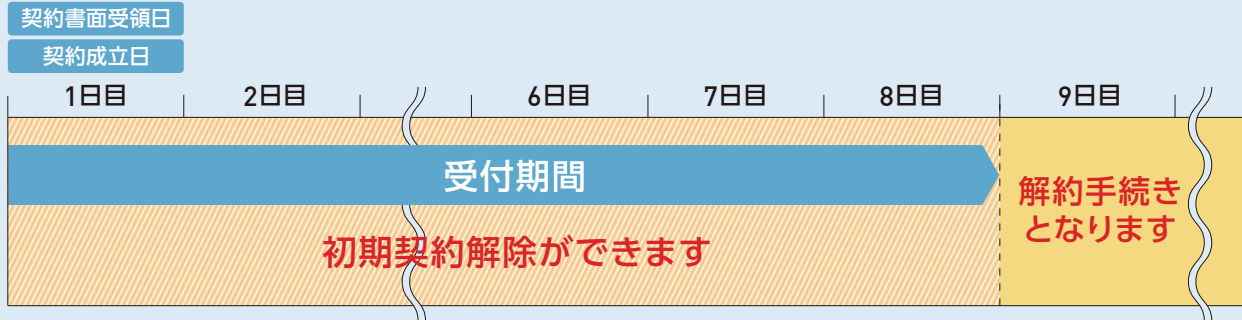 契約書面受領日
契約成立日
1日目 2日目 6日目 7日目 8日目 9日目
受付期間
初期契約解除ができます
解約手続き
となります